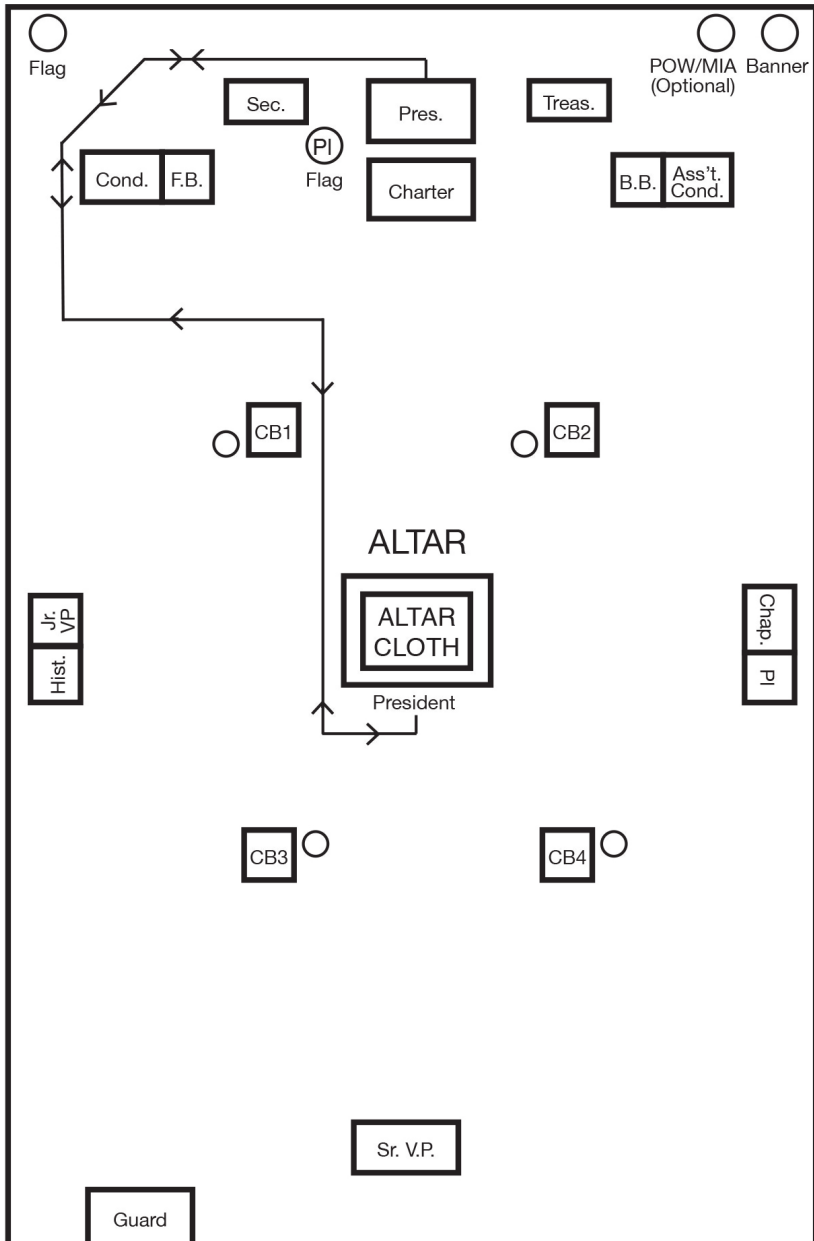 Flag
POW/MIA
(Optional)
Banner
Sec.
Pres.
Treas.
PI
Flag
Cond.
F.B.
Charter
B.B.
Ass't.
Cond.
CB1
CB2
ALTAR
ALTAR
CLOTH
President
Jr.
VP
Hist.
Chap.
PI
CB3
CB4
Sr. V.P.
Guard